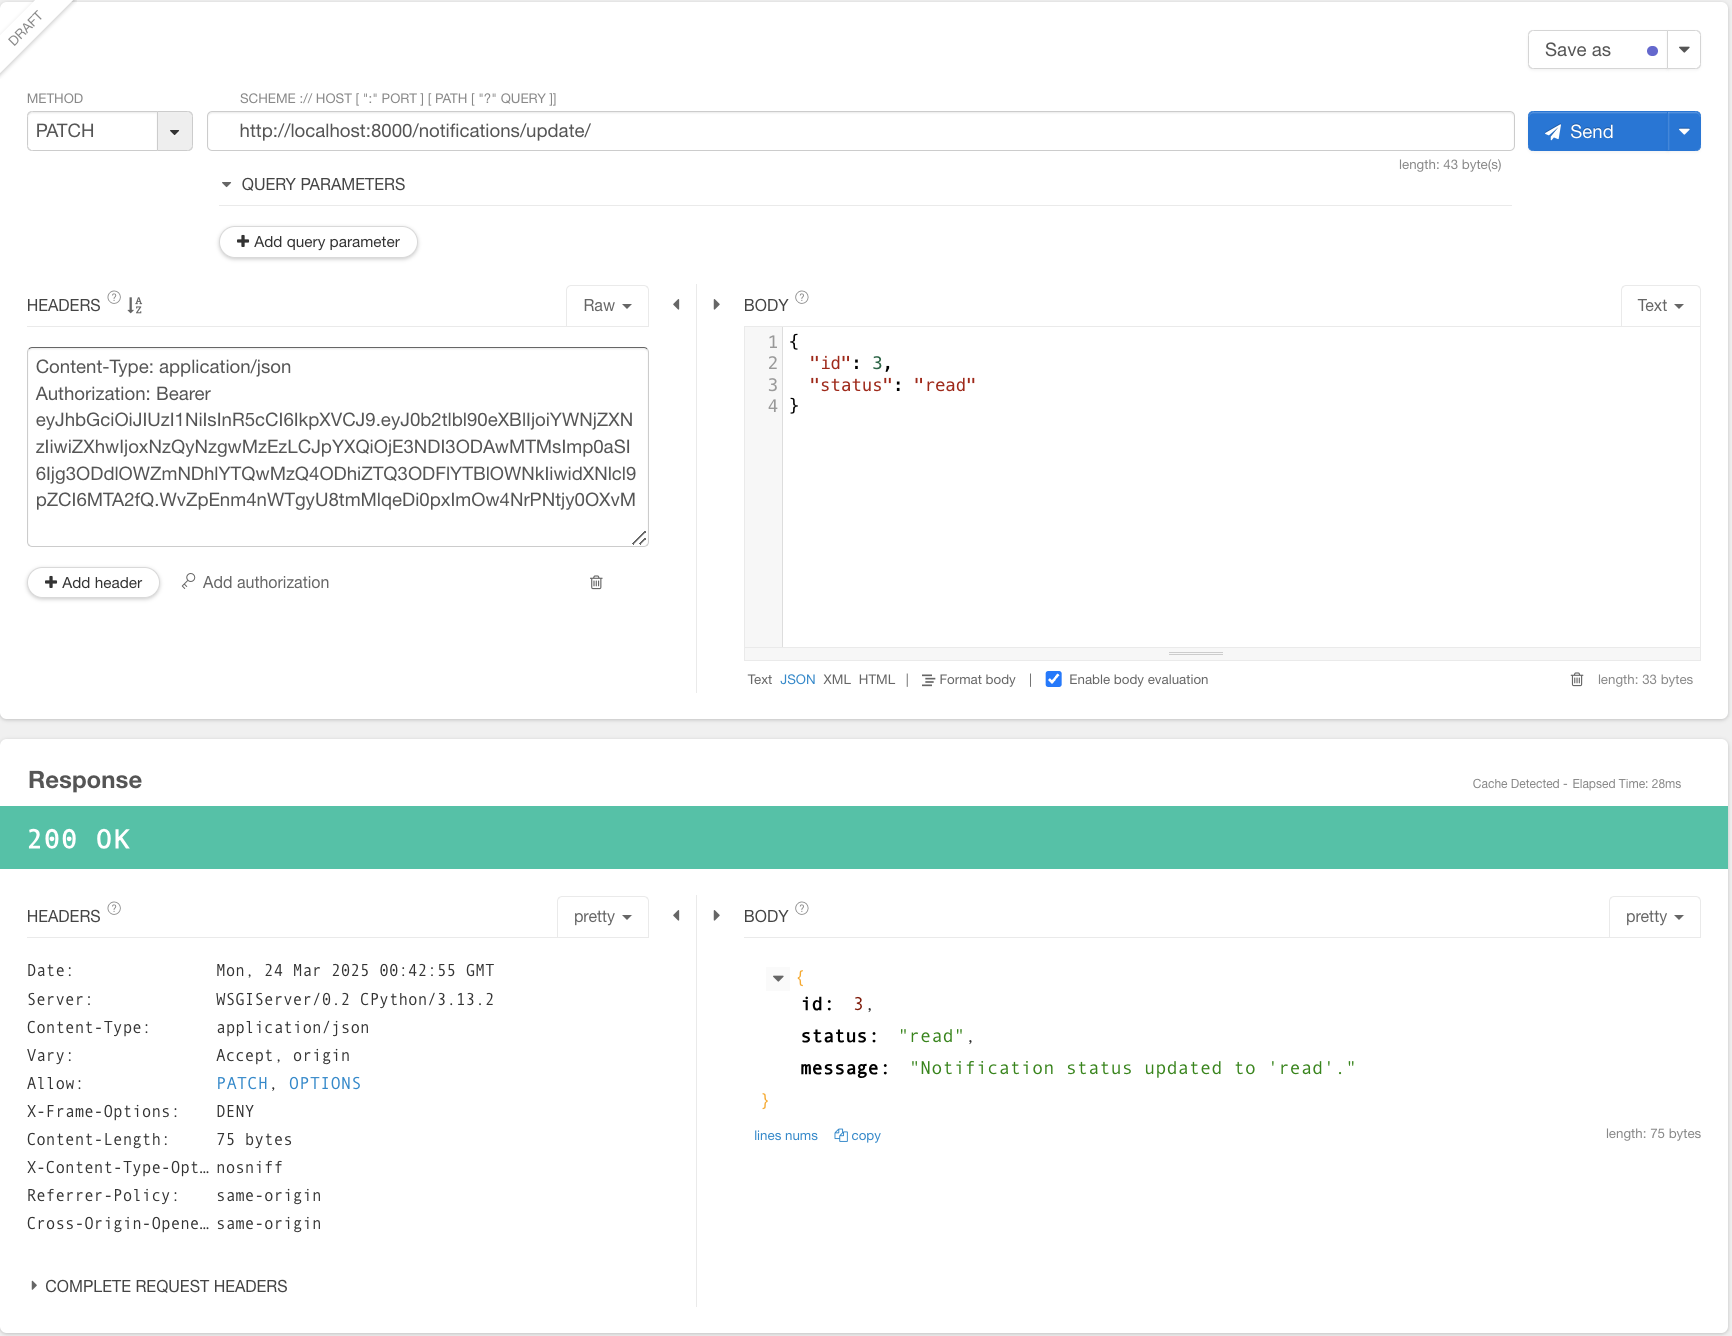 DRAFT
Save as
METHOD
SCHEME :// HOST [ ":" PORT ] [ PATH [ "?" QUERY ]]
PATCH
http://localhost:8000/notifications/update/
Send
length: 43 byte(s)
QUERY PARAMETERS
Add query parameter
HEADERS ?
Raw
BODY ?
Text
Content-Type: application/json
Authorization: Bearer
eyJhbGciOiJIUzI1NiIsInR5cCI6IkpXVCJ9.eyJ0b2tlbl90eXBlIjoiYWNjZXN
zIiwiZXhwIjoxNzQyNzgwMzEzLCJpYXQiOjE3NDI3ODAwMTMsImp0aSI
6Ijg3ODdlOWZmNDhlYTQwMzQ4ODhiZTQ3ODFlYTBlOWNkIiwidXNlcl9
pZCI6MTA2fQ.WvZpEnm4nWTgyU8tmMlqeDi0pxImOw4NrPNtjy0OXvM
1 {
2 "id": 3,
3 "status": "read"
4 }
Add header
Add authorization
Text JSON XML HTML | Format body | Enable body evaluation
length: 33 bytes
Response
Cache Detected - Elapsed Time: 28ms
200 OK
HEADERS ?
pretty
BODY ?
pretty
Date: Mon, 24 Mar 2025 00:42:55 GMT
Server: WSGIServer/0.2 CPython/3.13.2
Content-Type: application/json
Vary: Accept, origin
Allow: PATCH, OPTIONS
X-Frame-Options: DENY
Content-Length: 75 bytes
X-Content-Type-Opt… nosniff
Referrer-Policy: same-origin
Cross-Origin-Opene… same-origin
{
id: 3,
status: "read",
message: "Notification status updated to 'read'."
}
lines nums copy
length: 75 bytes
COMPLETE REQUEST HEADERS